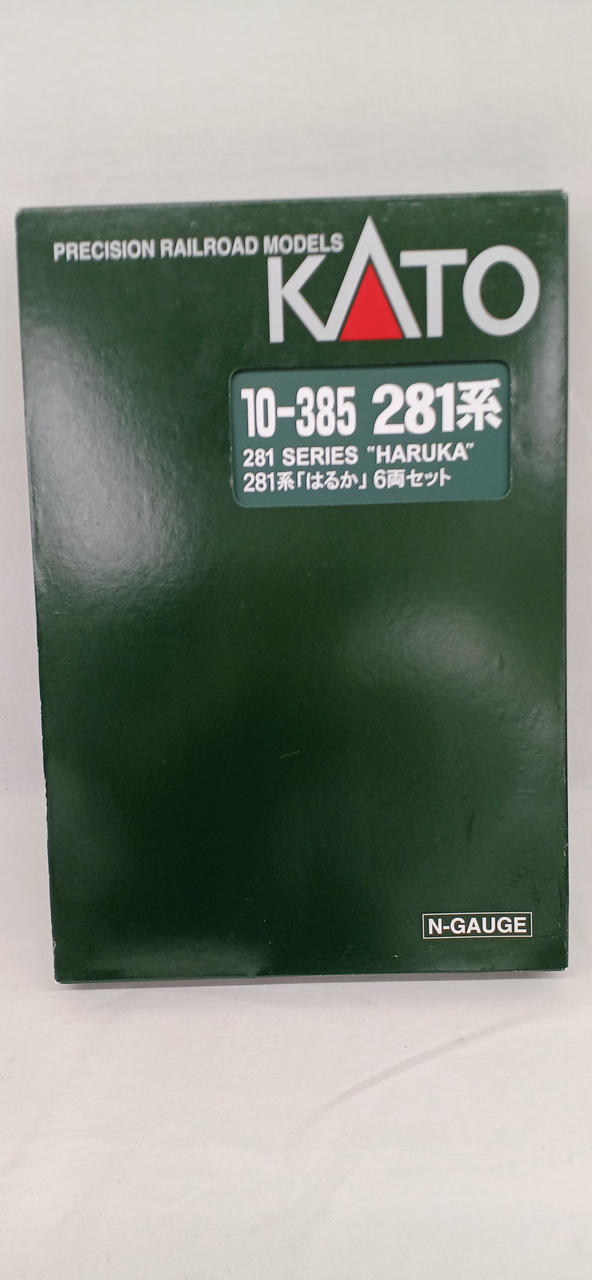 PRECISION RAILROAD MODELS
KATO
10-385 281系
281 SERIES "HARUKA"
281系「はるか」6両セット
N-GAUGE